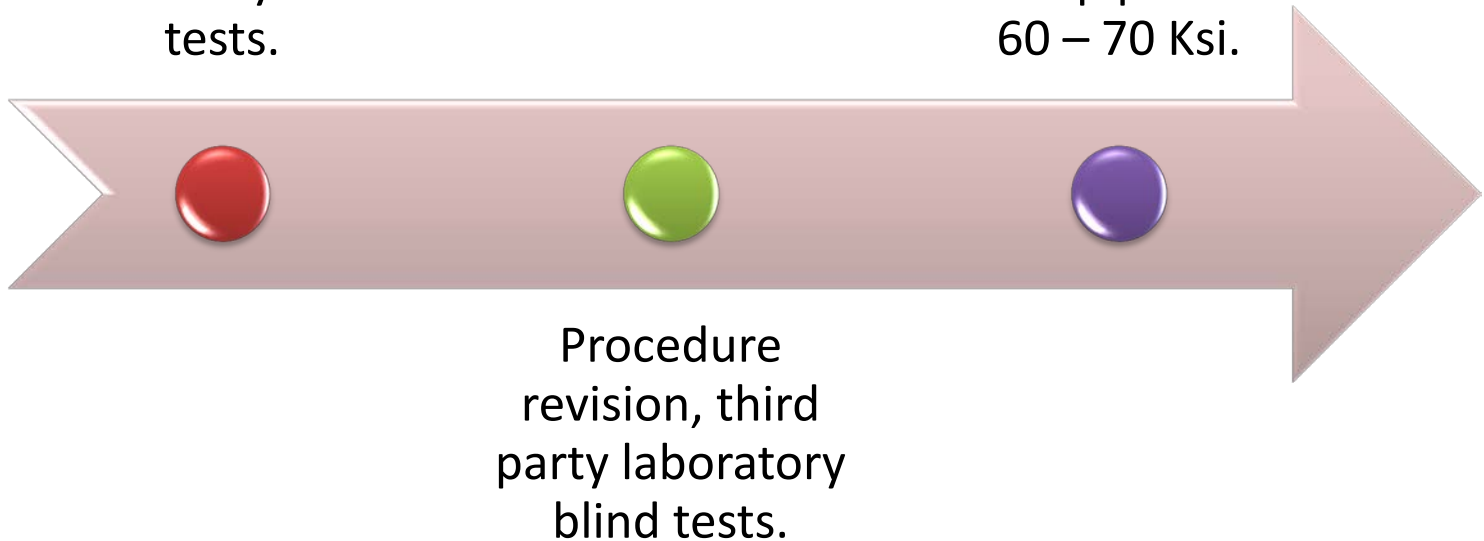 tests.
60 – 70 Ksi.
Procedure
revision, third
party laboratory
blind tests.